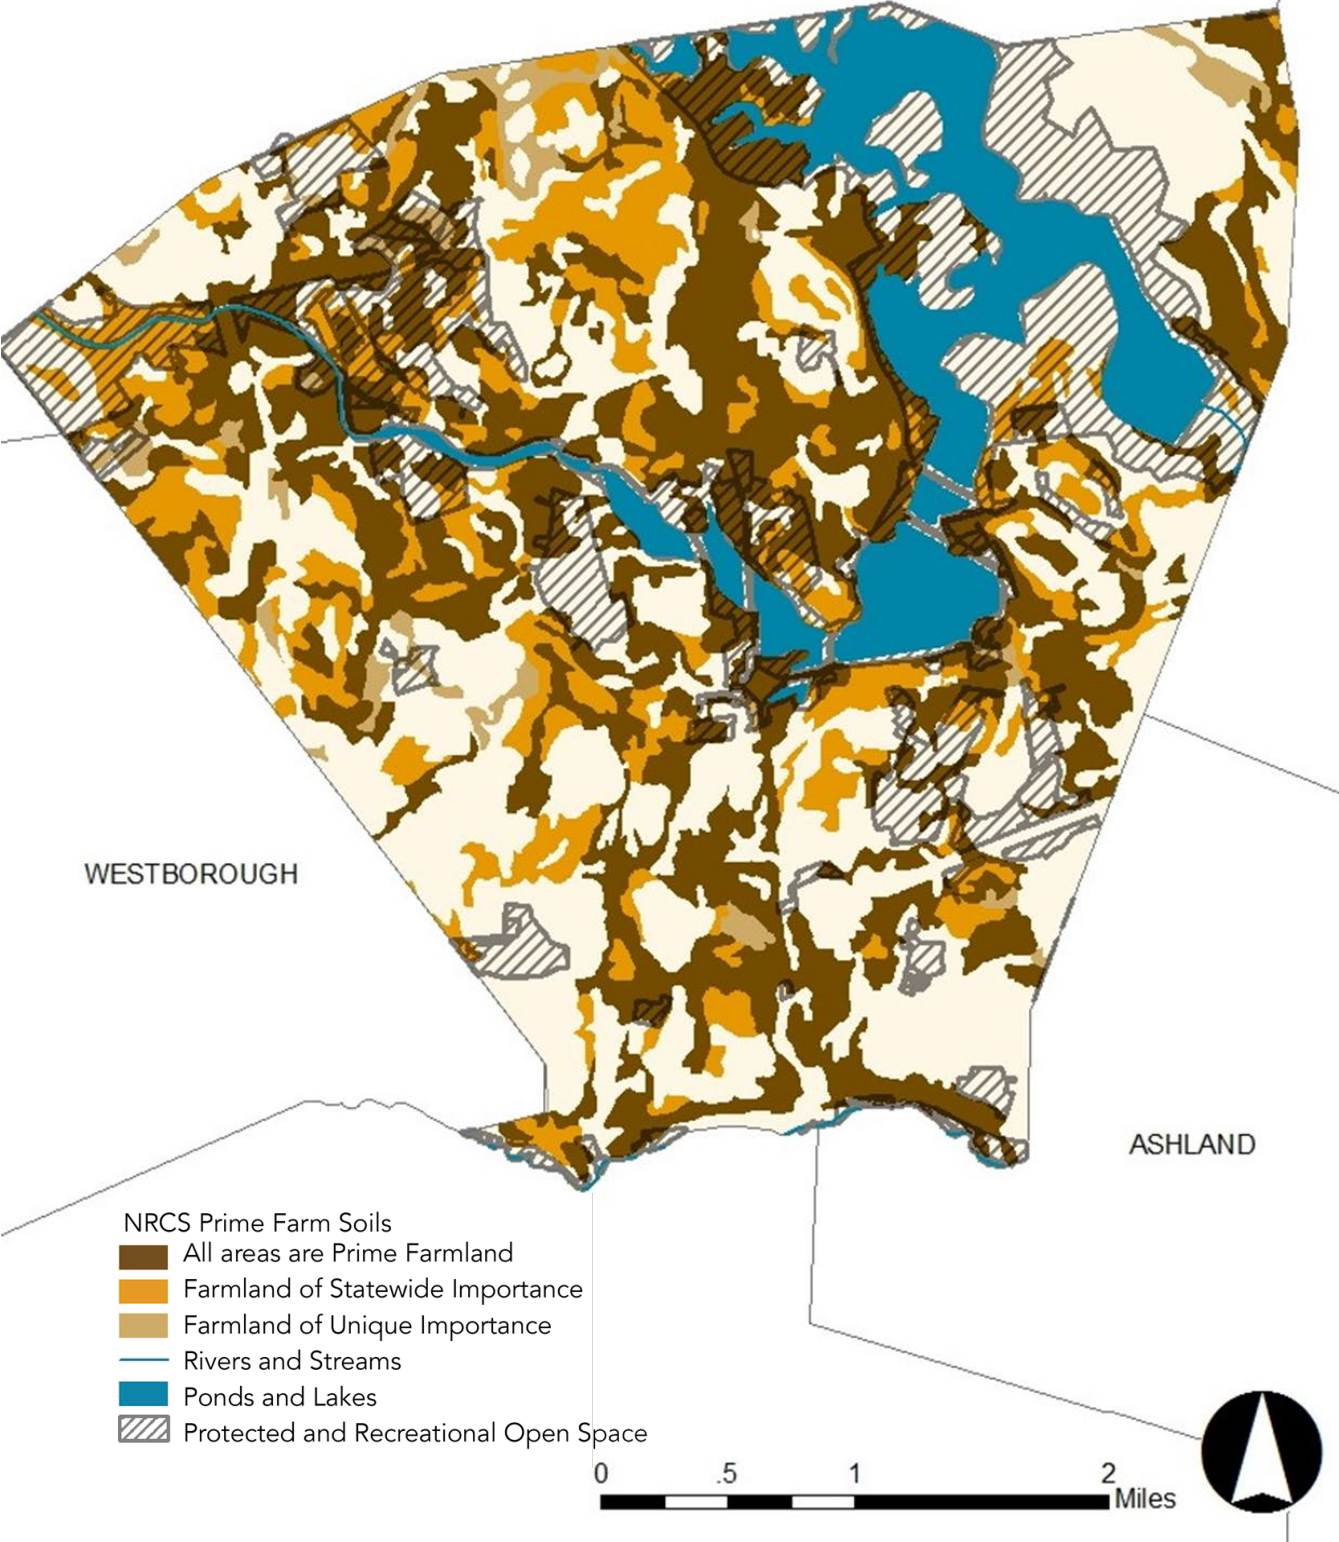 WESTBOROUGH
ASHLAND
NRCS Prime Farm Soils
All areas are Prime Farmland
Farmland of Statewide Importance
Farmland of Unique Importance
Rivers and Streams
Ponds and Lakes
Protected and Recreational Open Space
0 .5 1 2
Miles